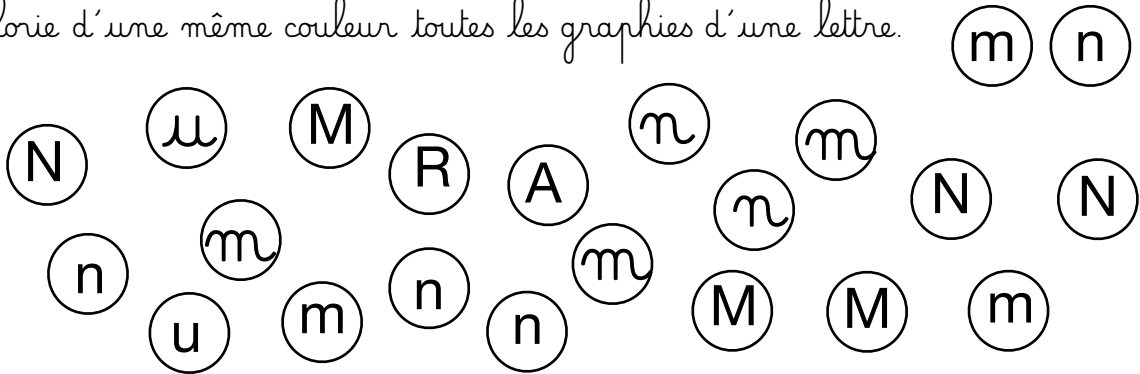 lorie d'une même couleur toutes les graphies d'une lettre.
m n
N u M R A n m n N N
n m m
u m n n M M m